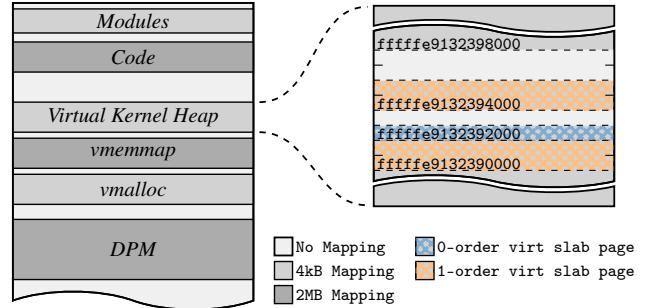 Modules
Code
Virtual Kernel Heap
vmemmap
vmalloc
DPM
fffffe9132398000
fffffe9132394000
fffffe9132392000
fffffe9132390000
No Mapping
4kB Mapping
2MB Mapping
0-order virt slab page
1-order virt slab page